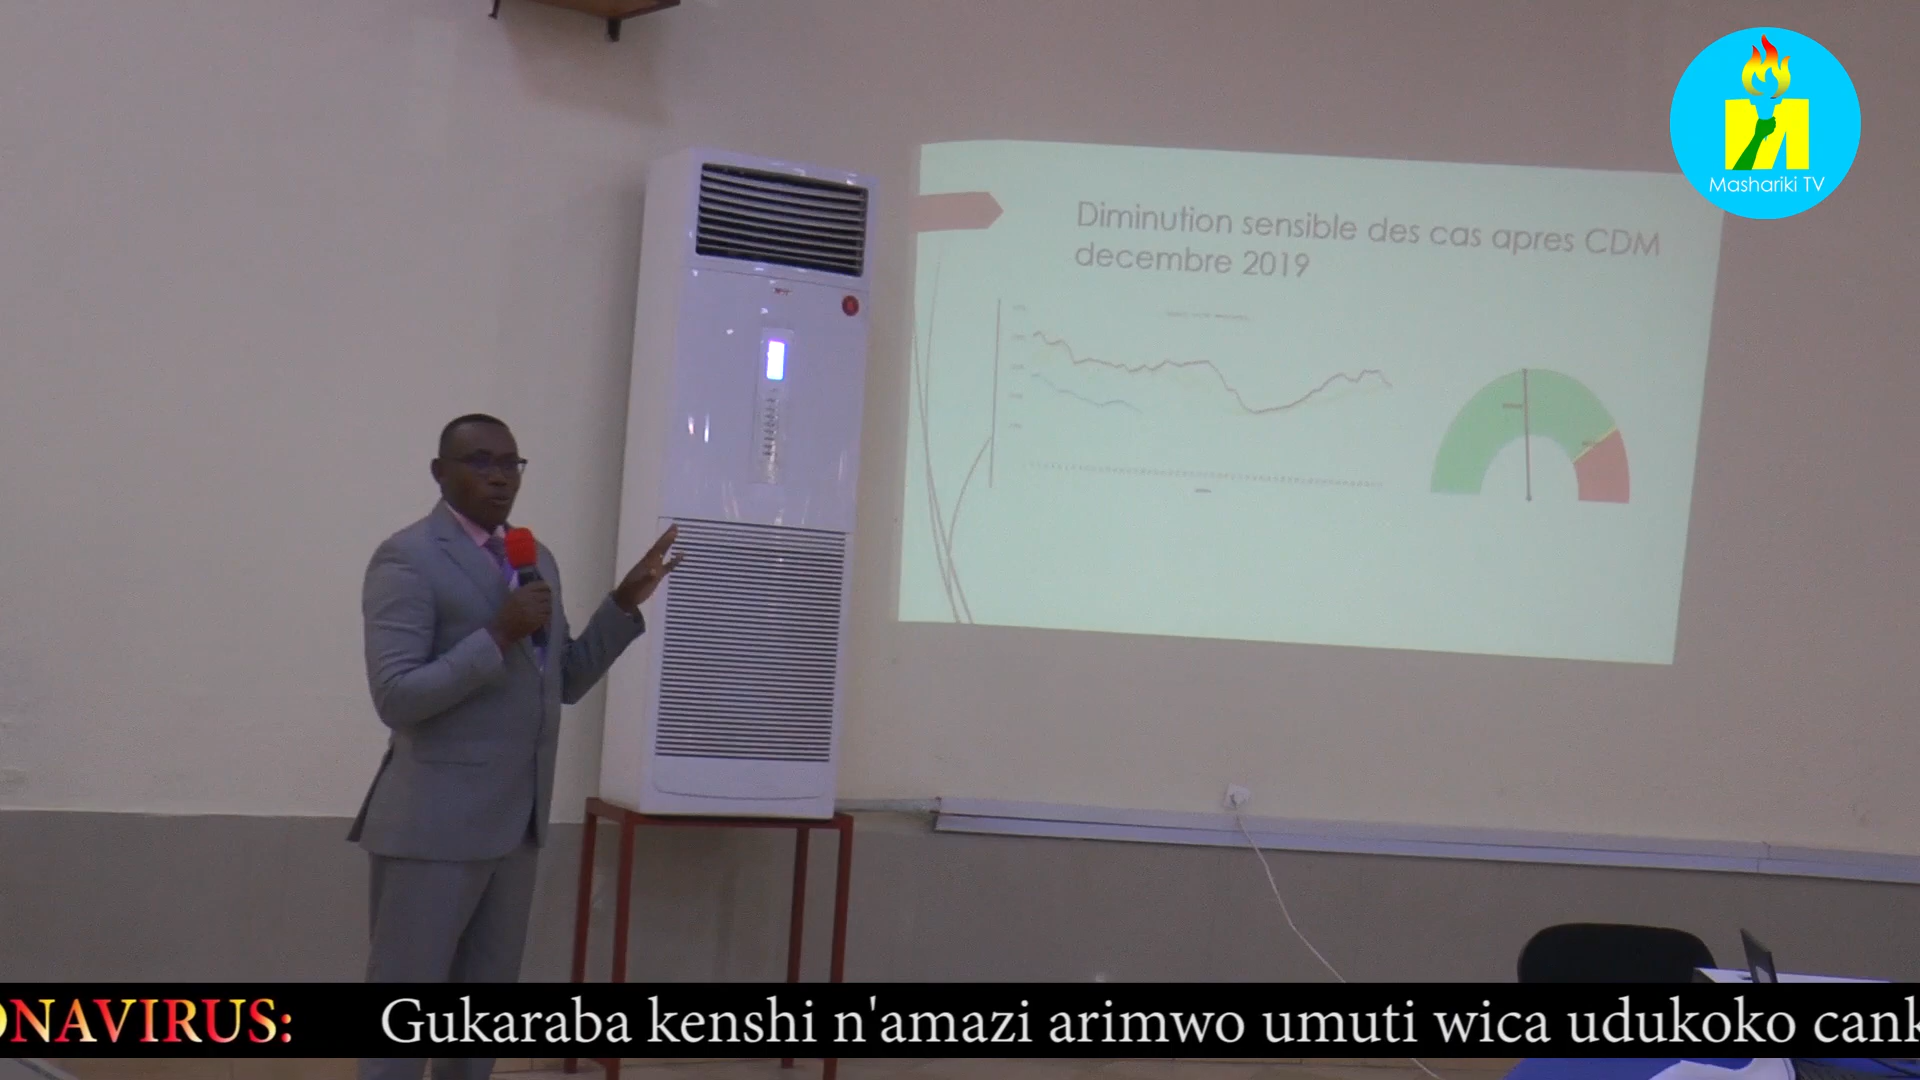 Mashariki TV
Diminution sensible des cas apres CDM
decembre 2019
ONAVIRUS: Gukaraba kenshi n'amazi arimwo umuti wica udukoko cank